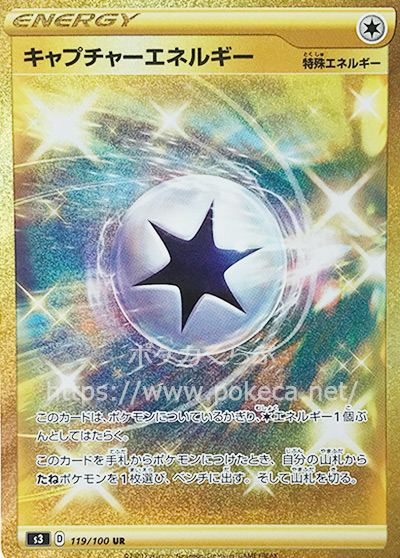 ENERGY
キャプチャーエネルギー
とくしゅ
特殊エネルギー
ポケカくらぶ
https://www.pokeca.net/
このカードは、ポケモンについているかぎり、エネルギー1個ぶ
んとしてはたらく。
このカードを手札からポケモンにつけたとき、自分の山札から
たねポケモンを1枚選び、ベンチに出す。そして山札を切る。
s3 D 119/100 UR